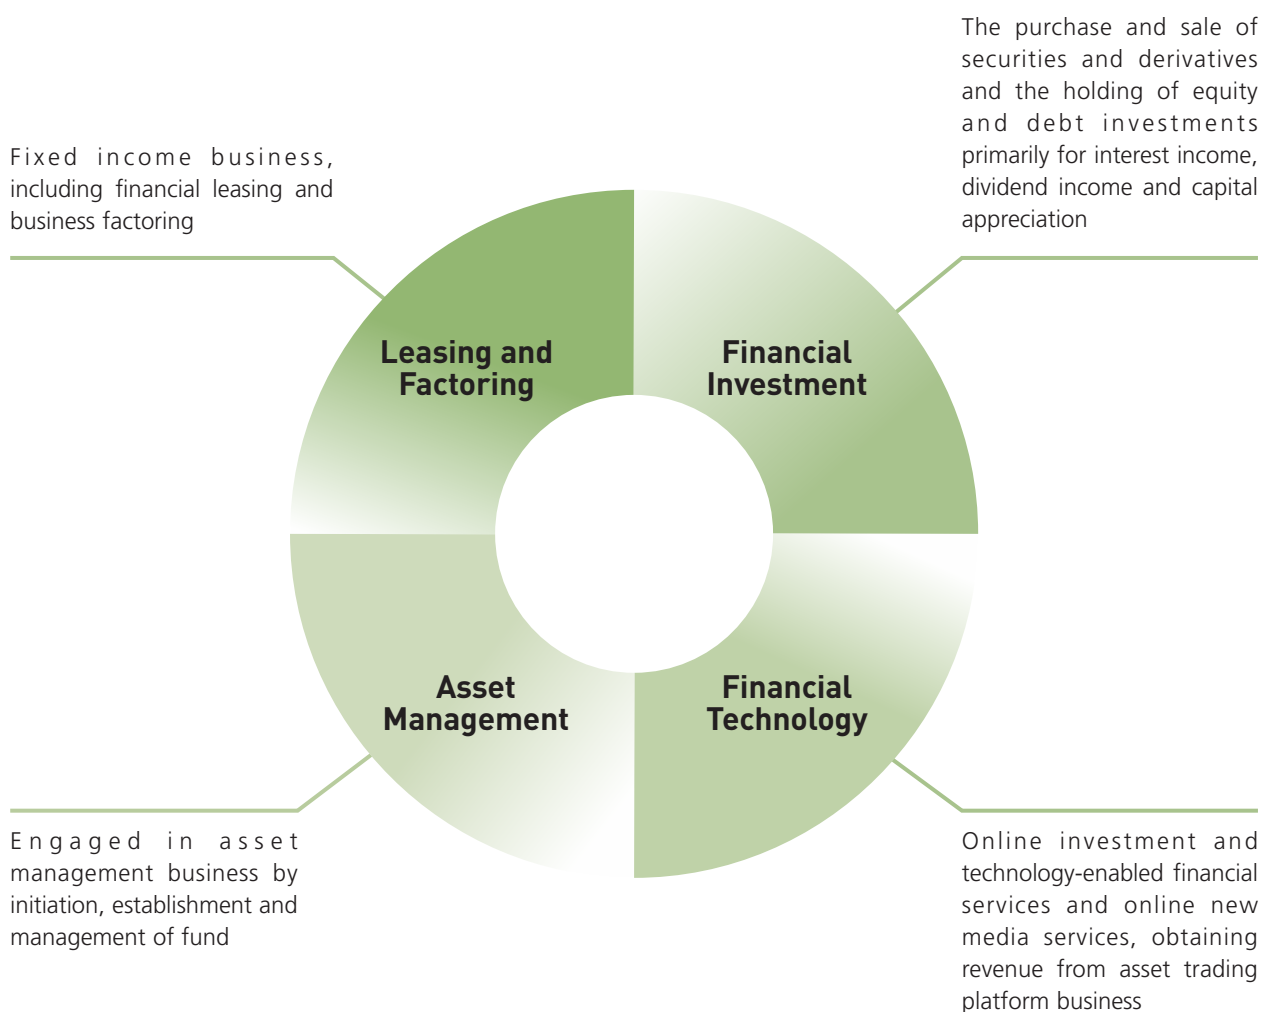 Fixed income business,
including financial leasing and
business factoring
The purchase and sale of
securities and derivatives
and the holding of equity
and debt investments
primarily for interest income,
dividend income and capital
appreciation
Leasing and
Factoring
Financial
Investment
Asset
Management
Financial
Technology
Engaged in asset
management business by
initiation, establishment and
management of fund
Online investment and
technology-enabled financial
services and online new
media services, obtaining
revenue from asset trading
platform business